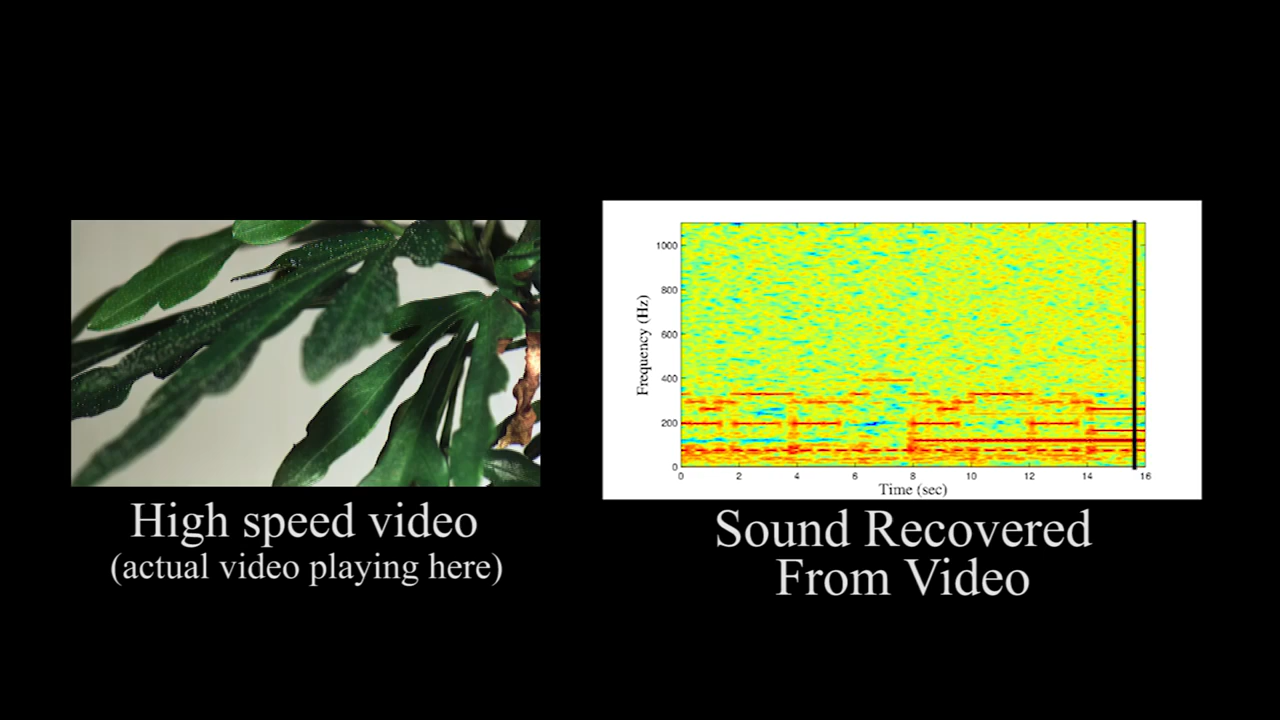 High speed video
(actual video playing here)
Frequency (Hz)
1000
800
600
400
200
0
0 2 4 6 8 10 12 14 16
Time (sec)
Sound Recovered
From Video